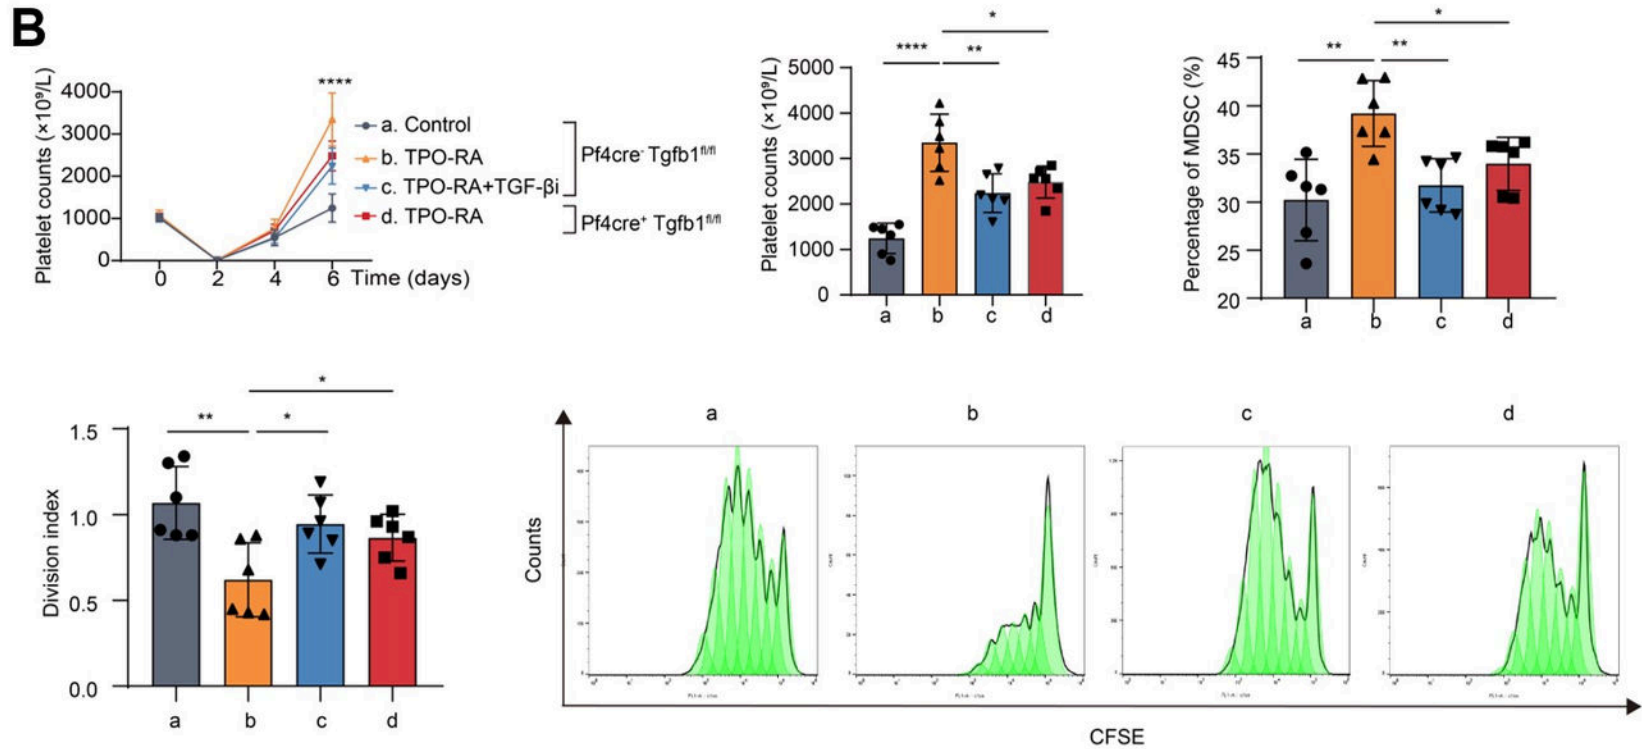 B
Platelet counts (×10⁹/L)
4000
3000
2000
1000
0
0 2 4 6 Time (days)
****
a. Control
b. TPO-RA
c. TPO-RA+TGF-βi
d. TPO-RA
Pf4cre⁻ Tgfb1fl/fl
Pf4cre⁺ Tgfb1fl/fl
Platelet counts (×10⁹/L)
5000
4000
3000
2000
1000
0
*
**** **
a b c d
Percentage of MDSC (%)
45
40
35
30
25
20
*
** **
a b c d
Division index
1.5
1.0
0.5
0.0
*
** *
a b c d
a b c d
Counts
CFSE